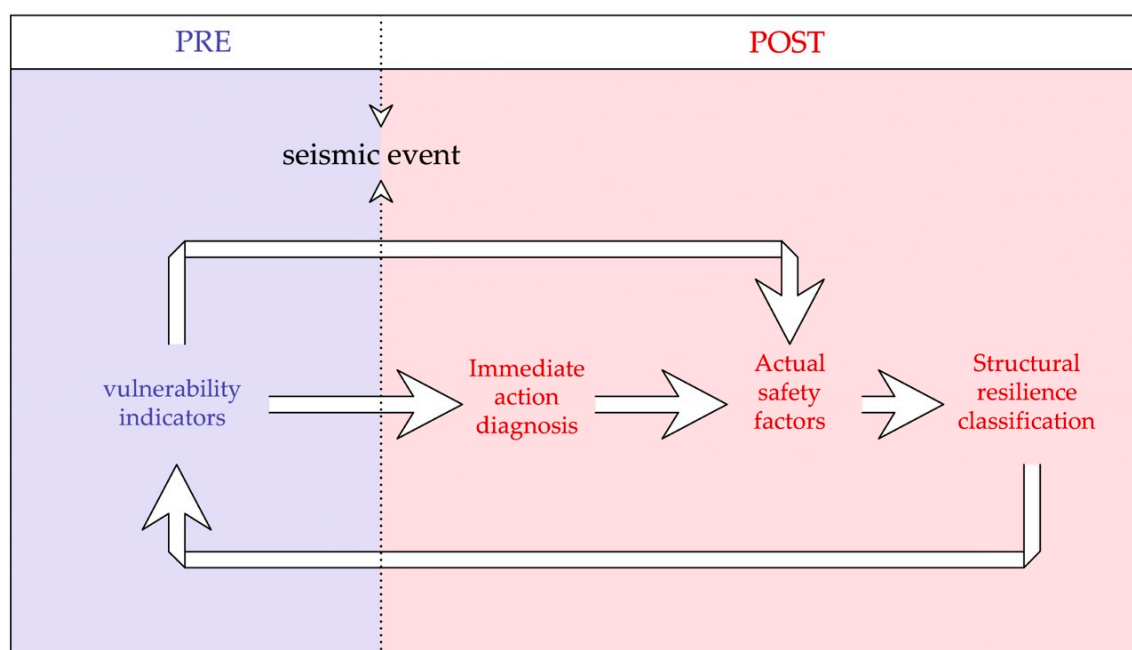 PRE
POST
seismic event
vulnerability
indicators
Immediate
action
diagnosis
Actual
safety
factors
Structural
resilience
classification